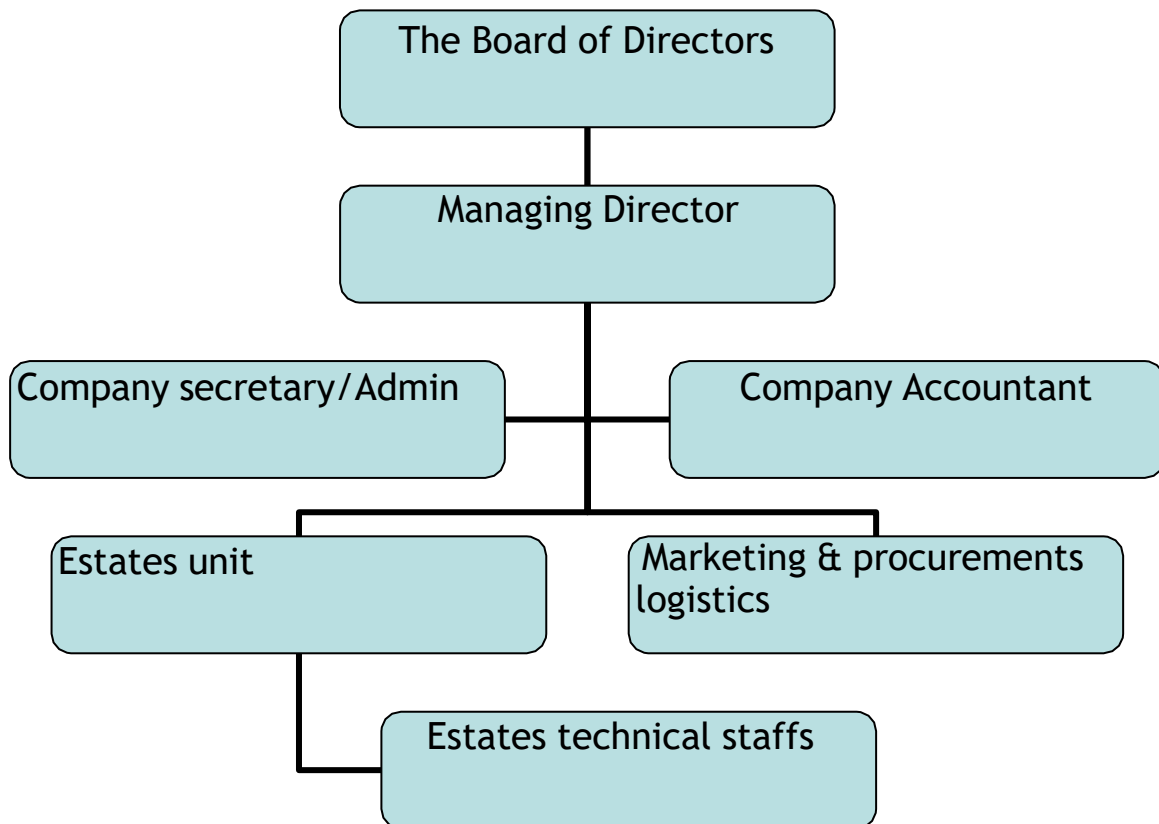 The Board of Directors
Managing Director
Company secretary/Admin
Company Accountant
Estates unit
Marketing & procurements
logistics
Estates technical staffs